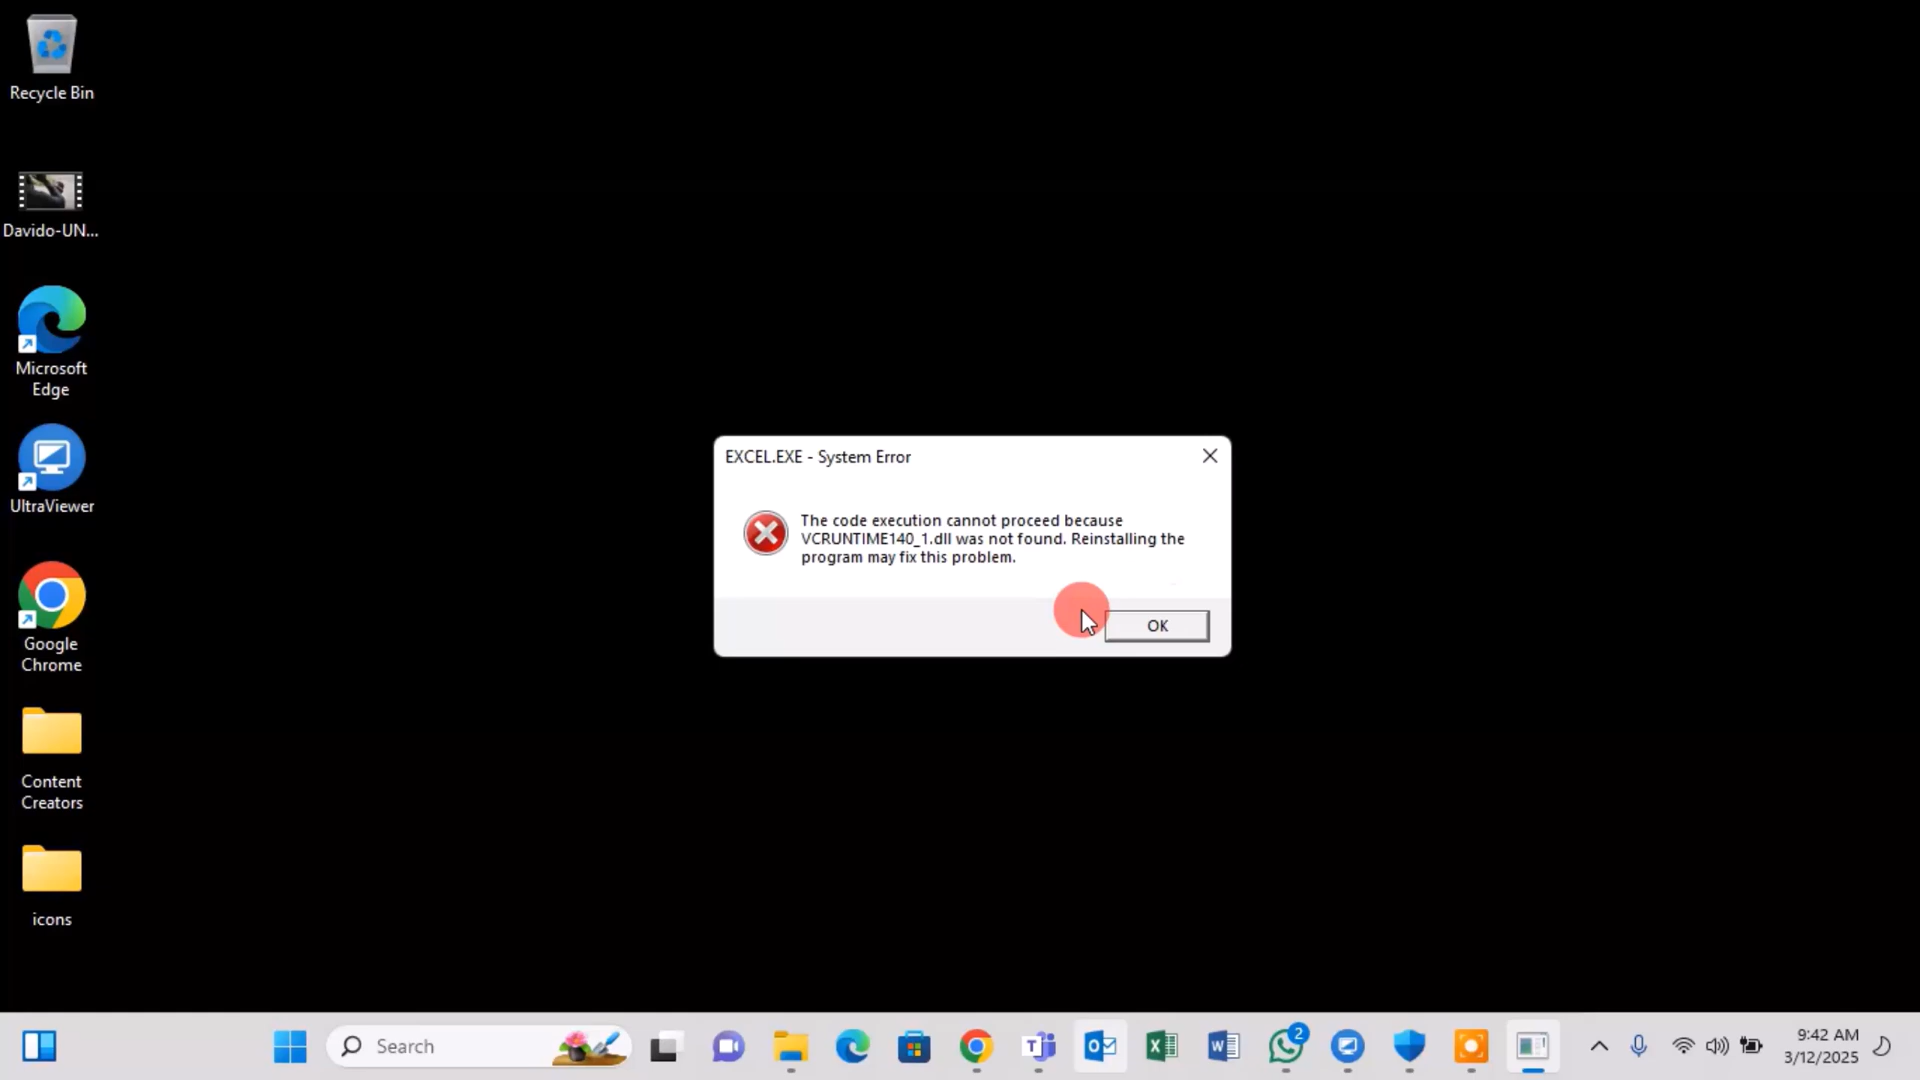 Recycle Bin
Davido-UN...
Microsoft
Edge
UltraViewer
Google
Chrome
Content
Creators
icons
EXCEL.EXE - System Error
The code execution cannot proceed because
VCRUNTIME140_1.dll was not found. Reinstalling the
program may fix this problem.
OK
Search
2
9:42 AM
3/12/2025